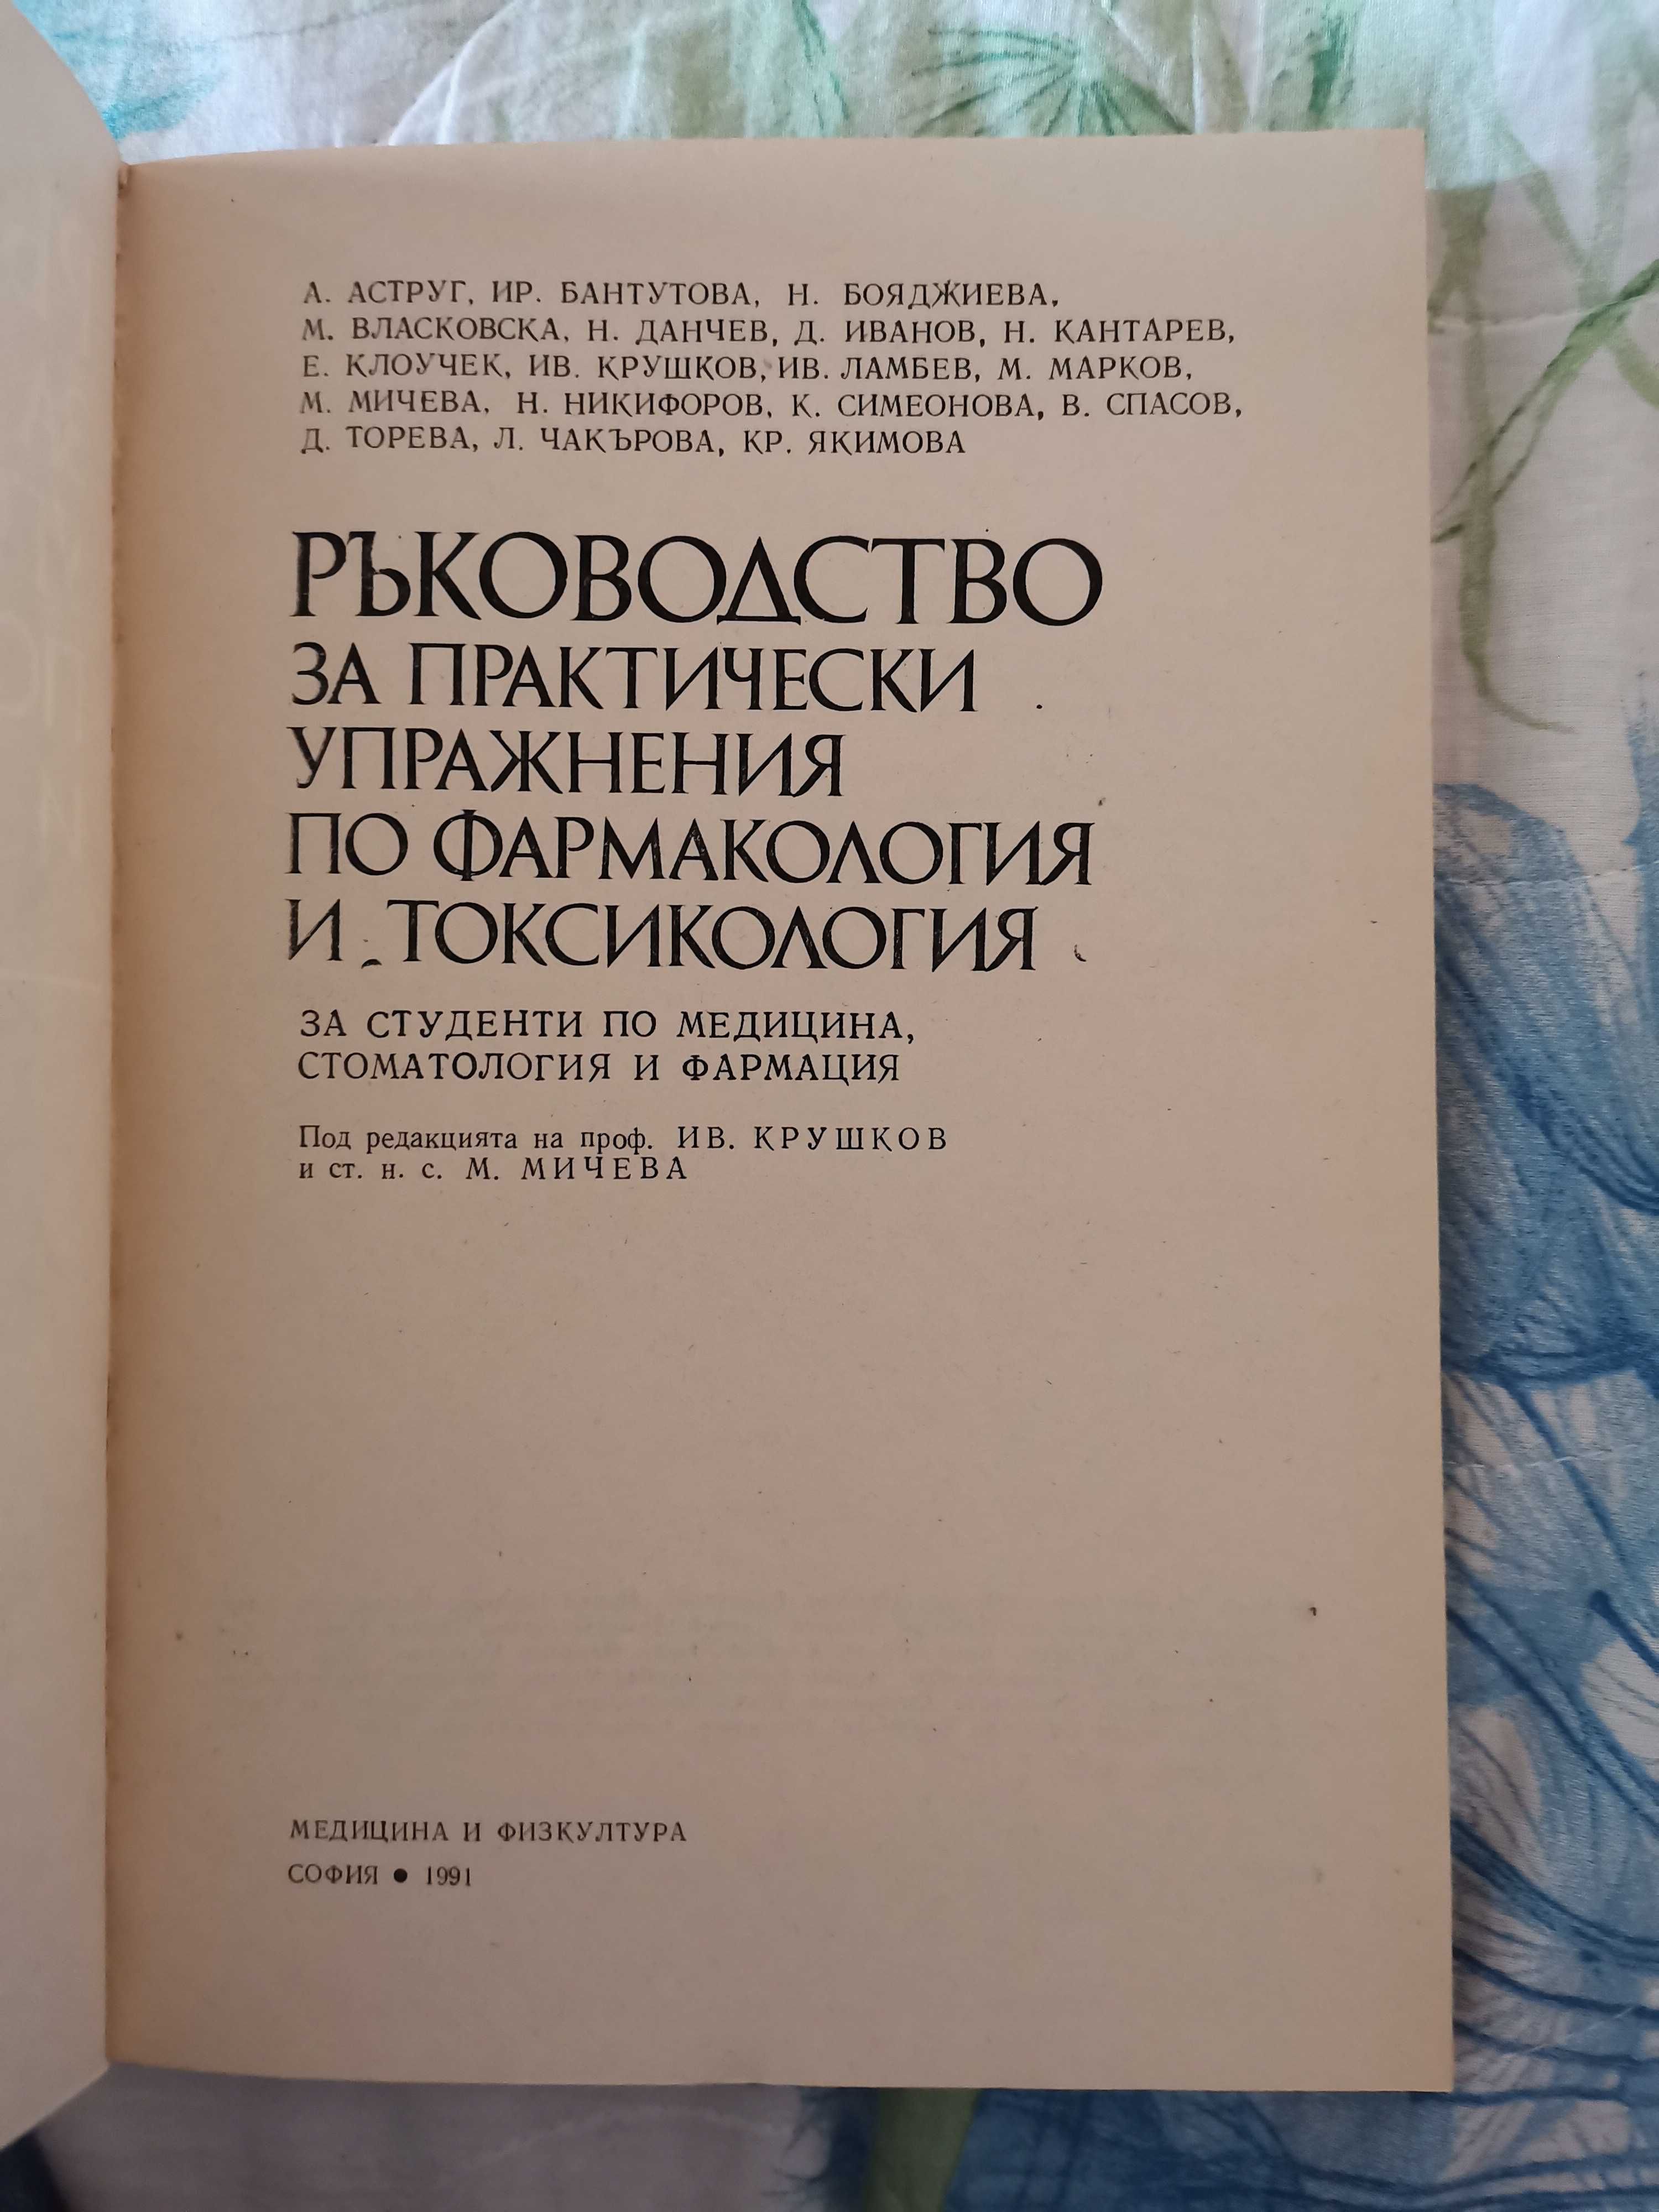 А. АСТРУГ, ИР. БАНТУТОВА, Н. БОЯДЖИЕВА,
М. ВЛАСКОВСКА, Н. ДАНЧЕВ, Д. ИВАНОВ, Н. КАНТАРЕВ,
Е. КЛОУЧЕК, ИВ. КРУШКОВ, ИВ. ЛАМБЕВ, М. МАРКОВ,
М. МИЧЕВА, Н. НИКИФОРОВ, К. СИМЕОНОВА, В. СПАСОВ,
Д. ТОРЕВА, Л. ЧАКЪРОВА, КР. ЯКИМОВА
РЪКОВОДСТВО
ЗА ПРАКТИЧЕСКИ
УПРАЖНЕНИЯ
ПО ФАРМАКОЛОГИЯ
И ТОКСИКОЛОГИЯ
ЗА СТУДЕНТИ ПО МЕДИЦИНА,
СТОМАТОЛОГИЯ И ФАРМАЦИЯ
Под редакцията на проф. ИВ. КРУШКОВ
и ст. н. с. М. МИЧЕВА
МЕДИЦИНА И ФИЗКУЛТУРА
СОФИЯ ● 1991